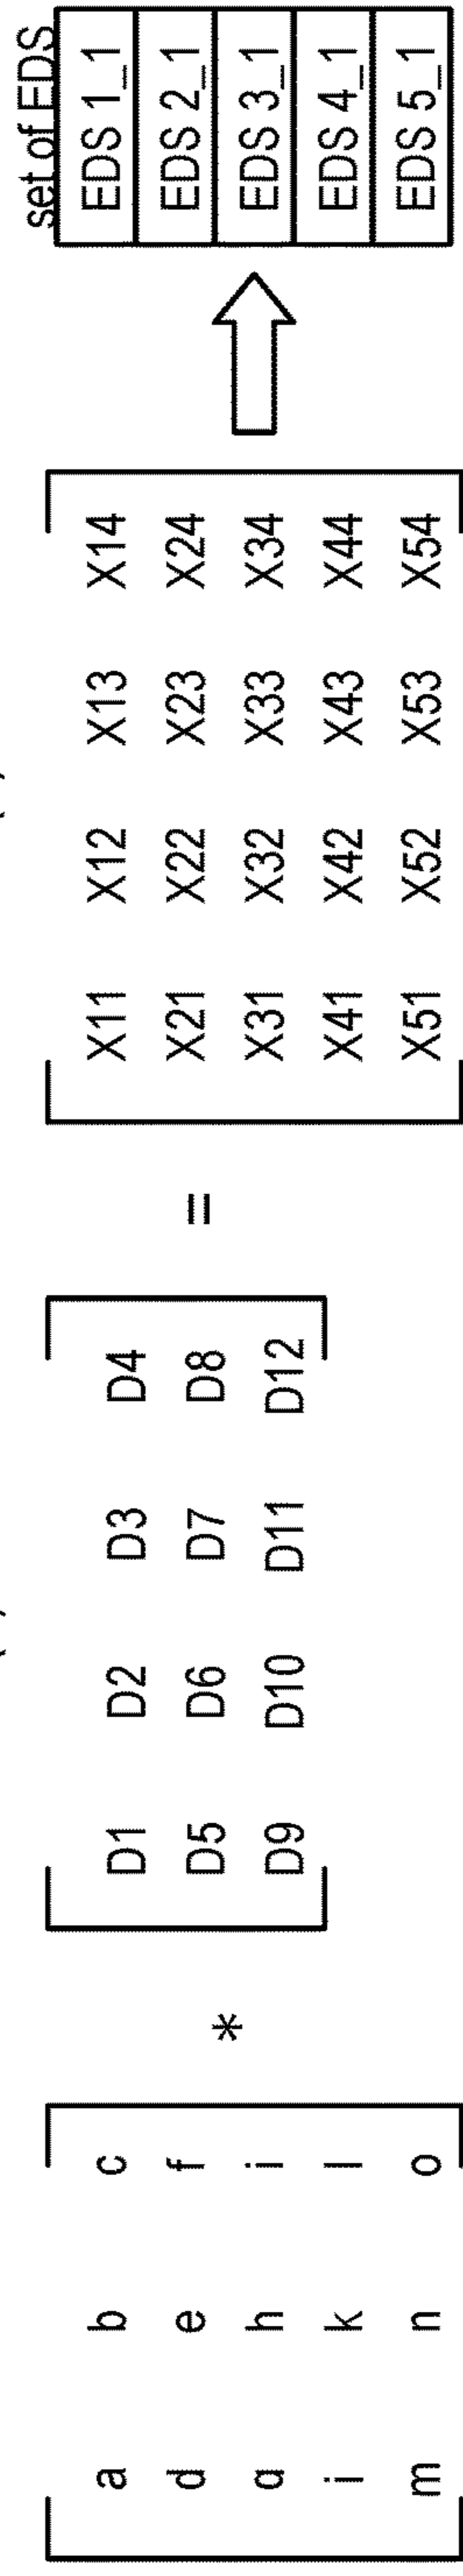 a b c
d e f
g h i
j k l
m n o
*
D1 D2 D3 D4
D5 D6 D7 D8
D9 D10 D11 D12
=
X11 X12 X13 X14
X21 X22 X23 X24
X31 X32 X33 X34
X41 X42 X43 X44
X51 X52 X53 X54
set of EDS
EDS 1_1
EDS 2_1
EDS 3_1
EDS 4_1
EDS 5_1